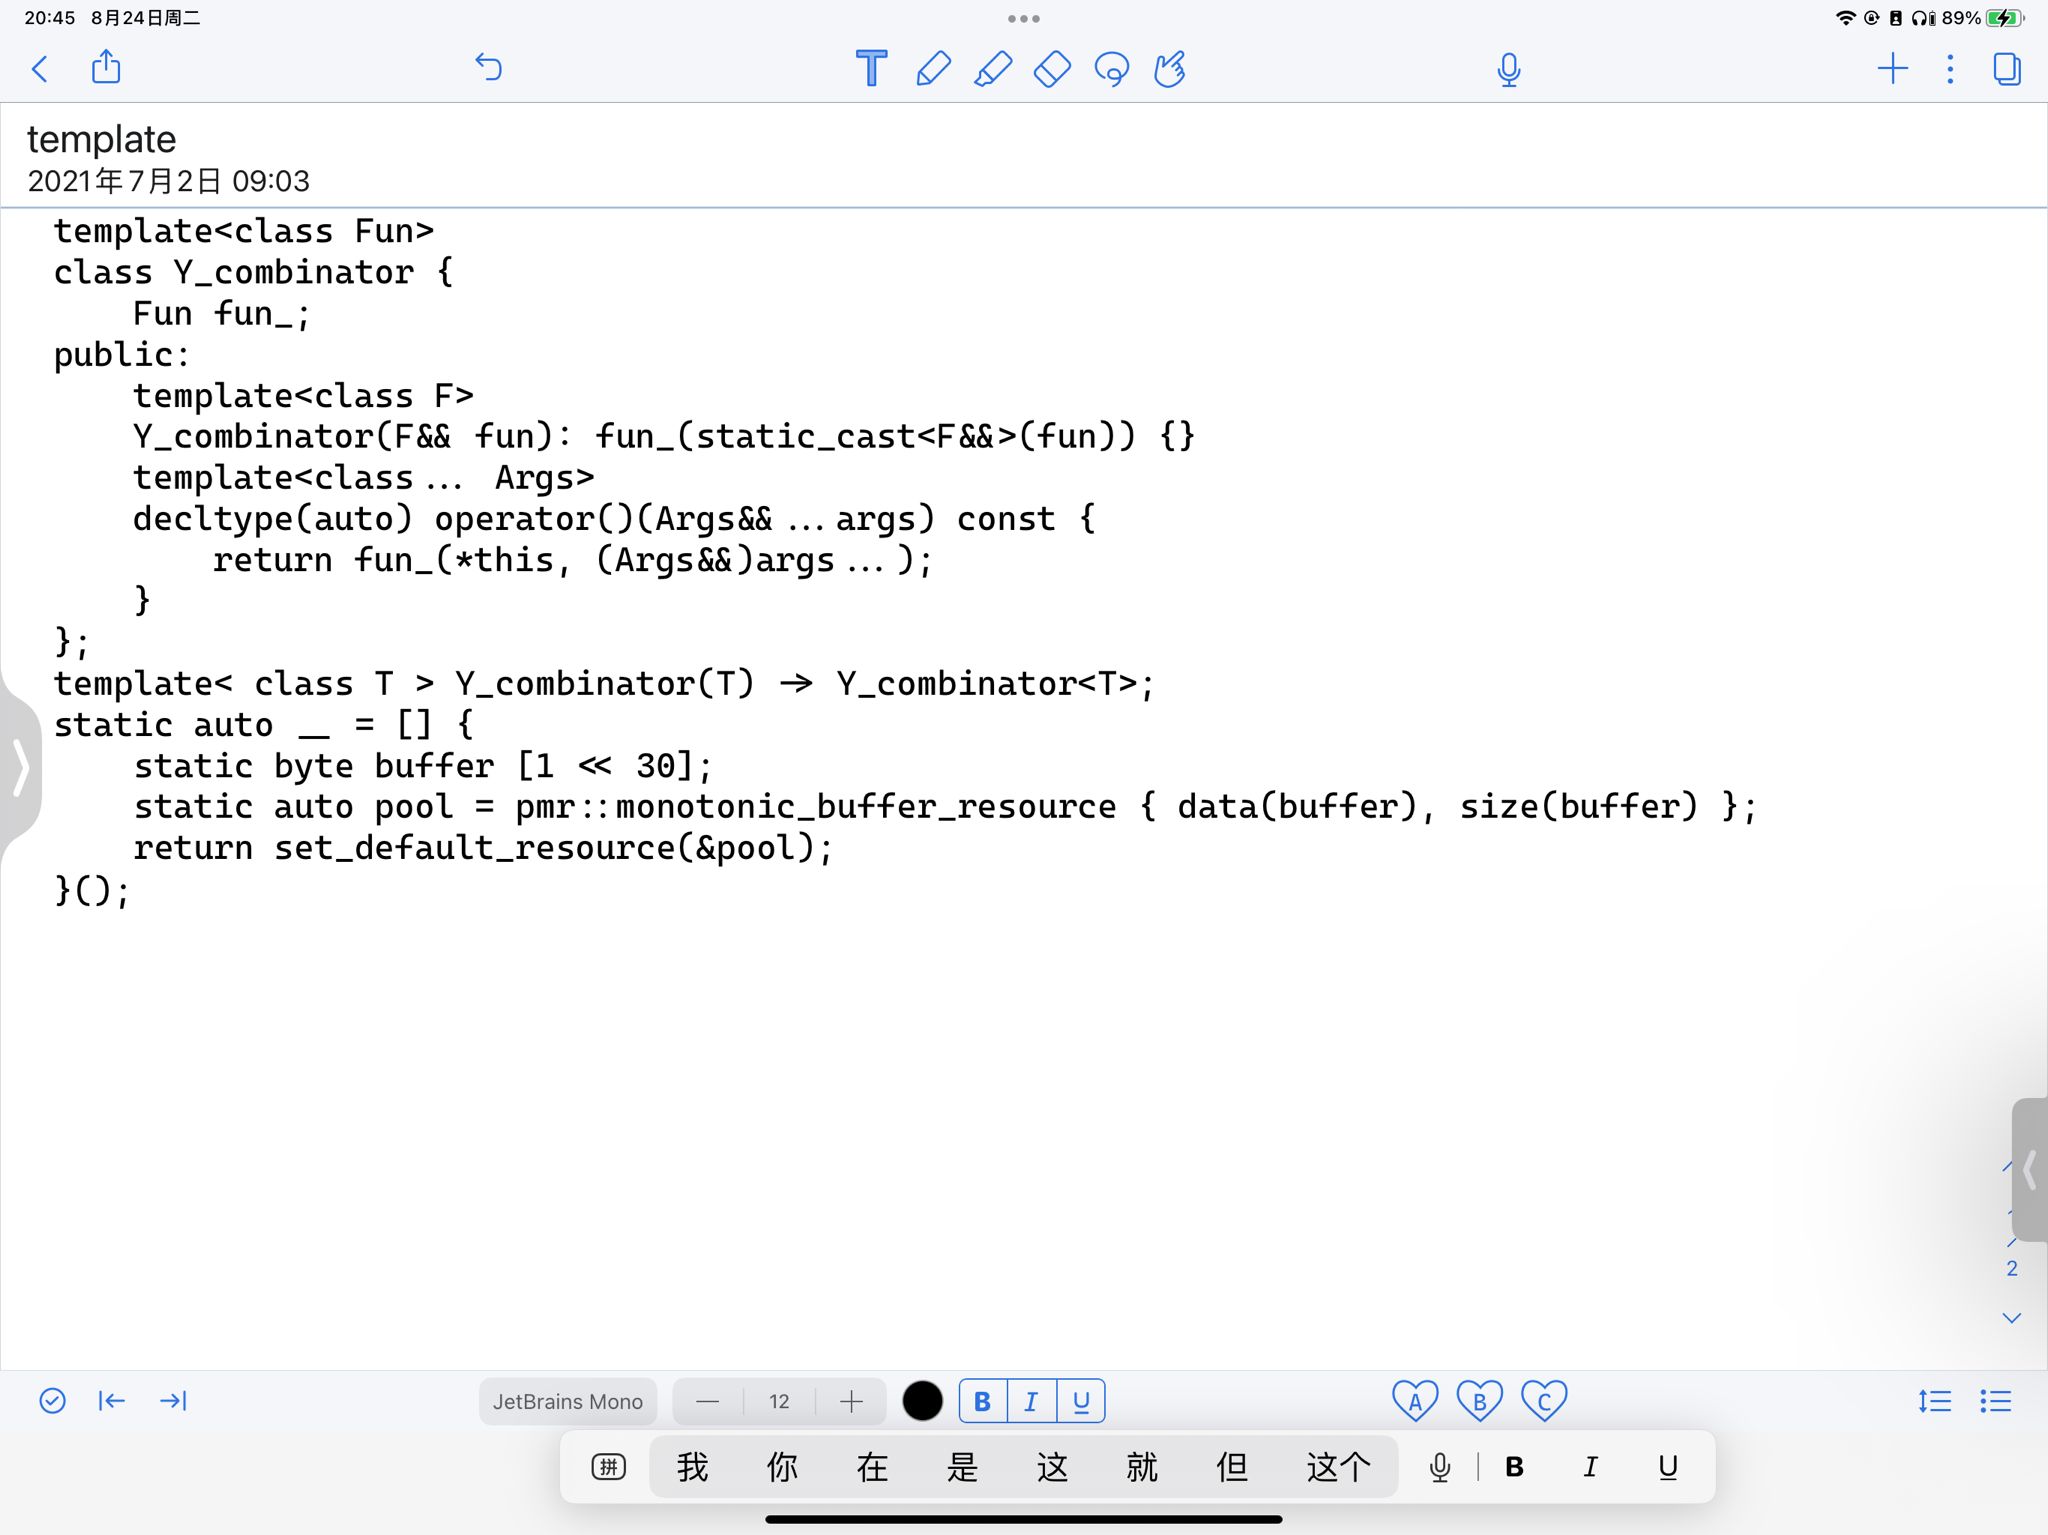 20:45 8月24日周二
89%
template
2021年7月2日 09:03
template<class Fun>
class Y_combinator {
    Fun fun_;
public:
    template<class F>
    Y_combinator(F&& fun): fun_(static_cast<F&&>(fun)) {}
    template<class... Args>
    decltype(auto) operator()(Args&&...args) const {
        return fun_(*this, (Args&&)args...);
    }
};
template< class T > Y_combinator(T) -> Y_combinator<T>;
static auto __ = [] {
    static byte buffer [1 << 30];
    static auto pool = pmr::monotonic_buffer_resource { data(buffer), size(buffer) };
    return set_default_resource(&pool);
}();
2
JetBrains Mono 12 B I U A B C
拼 我 你 在 是 这 就 但 这个 B I U